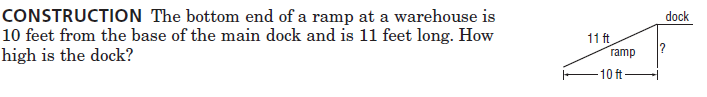 CONSTRUCTION The bottom end of a ramp at a warehouse is
10 feet from the base of the main dock and is 11 feet long. How
high is the dock?
dock
11 ft
ramp
?
10 ft